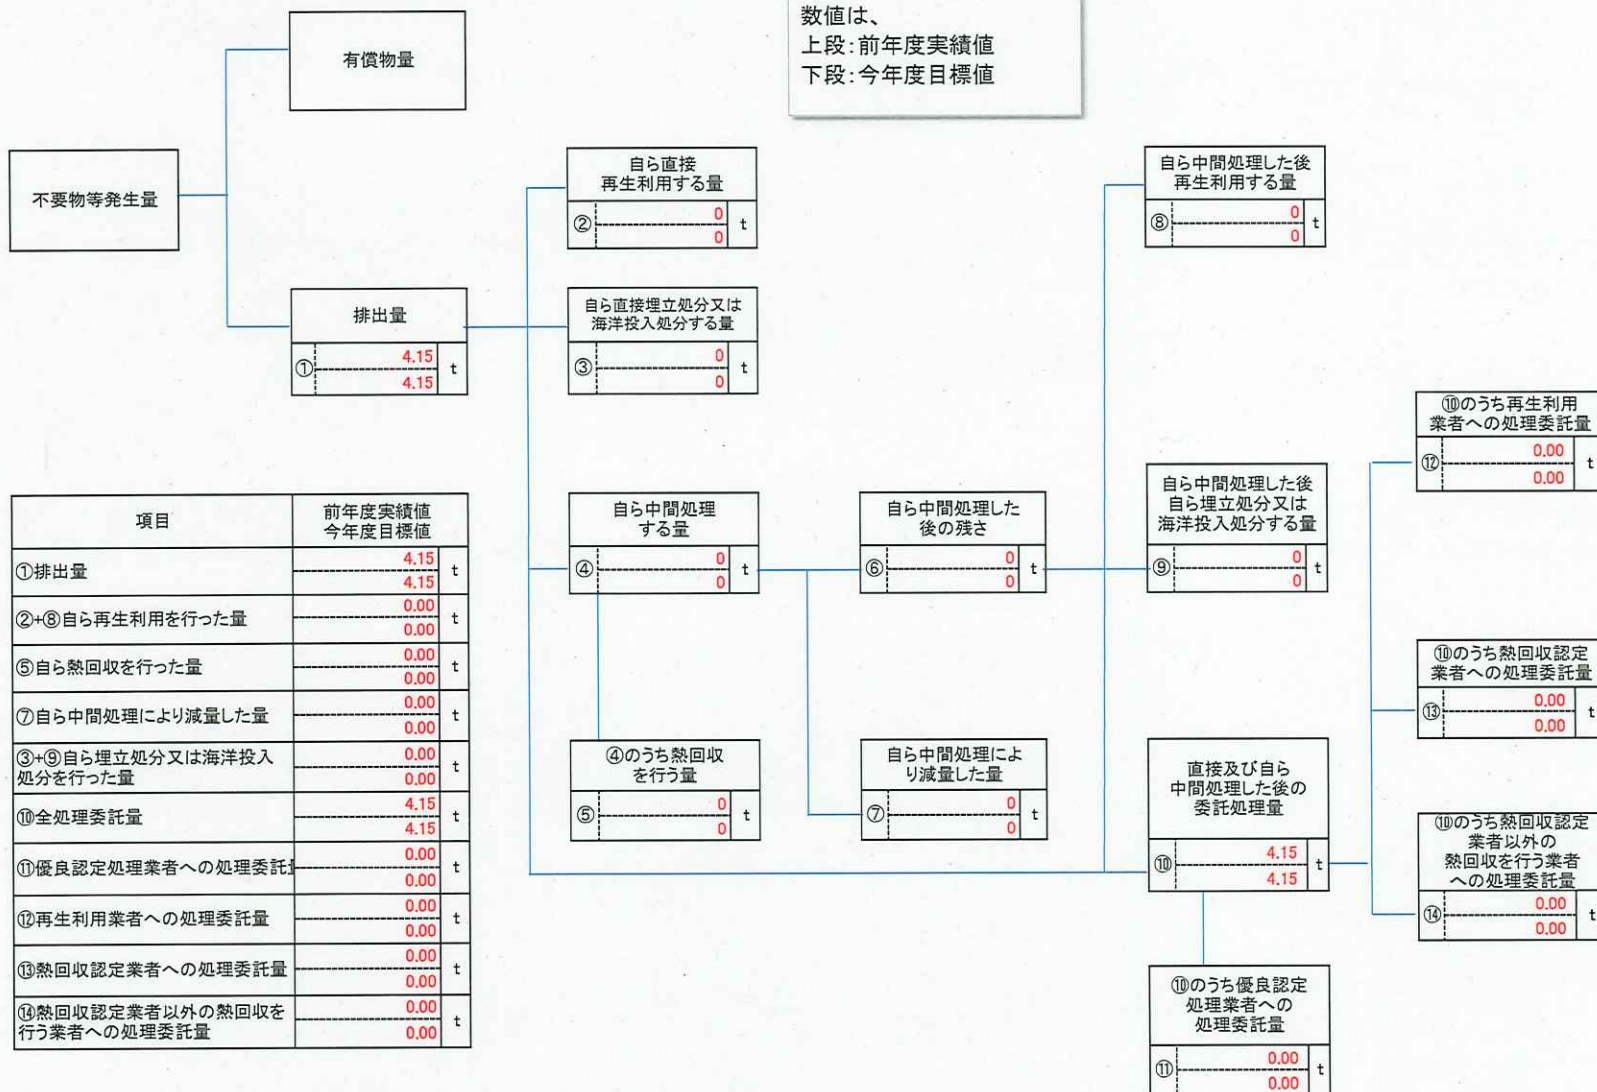 数値は、
上段:前年度実績値
下段:今年度目標値
有償物量
不要物等発生量
排出量
①
4.15
4.15
t
自ら直接
再生利用する量
②
0
0
t
自ら直接埋立処分又は
海洋投入処分する量
③
0
0
t
自ら中間処理
する量
④
0
0
t
④のうち熱回収
を行う量
⑤
0
0
t
自ら中間処理した
後の残さ
⑥
0
0
t
自ら中間処理によ
り減量した量
⑦
0
0
t
自ら中間処理した後
再生利用する量
⑧
0
0
t
自ら中間処理した後
自ら埋立処分又は
海洋投入処分する量
⑨
0
0
t
直接及び自ら
中間処理した後の
委託処理量
⑩
4.15
4.15
t
⑩のうち優良認定
処理業者への
処理委託量
⑪
0.00
0.00
t
⑩のうち再生利用
業者への処理委託量
⑫
0.00
0.00
t
⑩のうち熱回収認定
業者への処理委託量
⑬
0.00
0.00
t
⑩のうち熱回収認定
業者以外の
熱回収を行う業者
への処理委託量
⑭
0.00
0.00
t
項目
前年度実績値
今年度目標値
①排出量
4.15
4.15
t
②+⑧自ら再生利用を行った量
0.00
0.00
t
⑤自ら熱回収を行った量
0.00
0.00
t
⑦自ら中間処理により減量した量
0.00
0.00
t
③+⑨自ら埋立処分又は海洋投入
処分を行った量
0.00
0.00
t
⑩全処理委託量
4.15
4.15
t
⑪優良認定処理業者への処理委託
0.00
0.00
t
⑫再生利用業者への処理委託量
0.00
0.00
t
⑬熱回収認定業者への処理委託量
0.00
0.00
t
⑭熱回収認定業者以外の熱回収を
行う業者への処理委託量
0.00
0.00
t